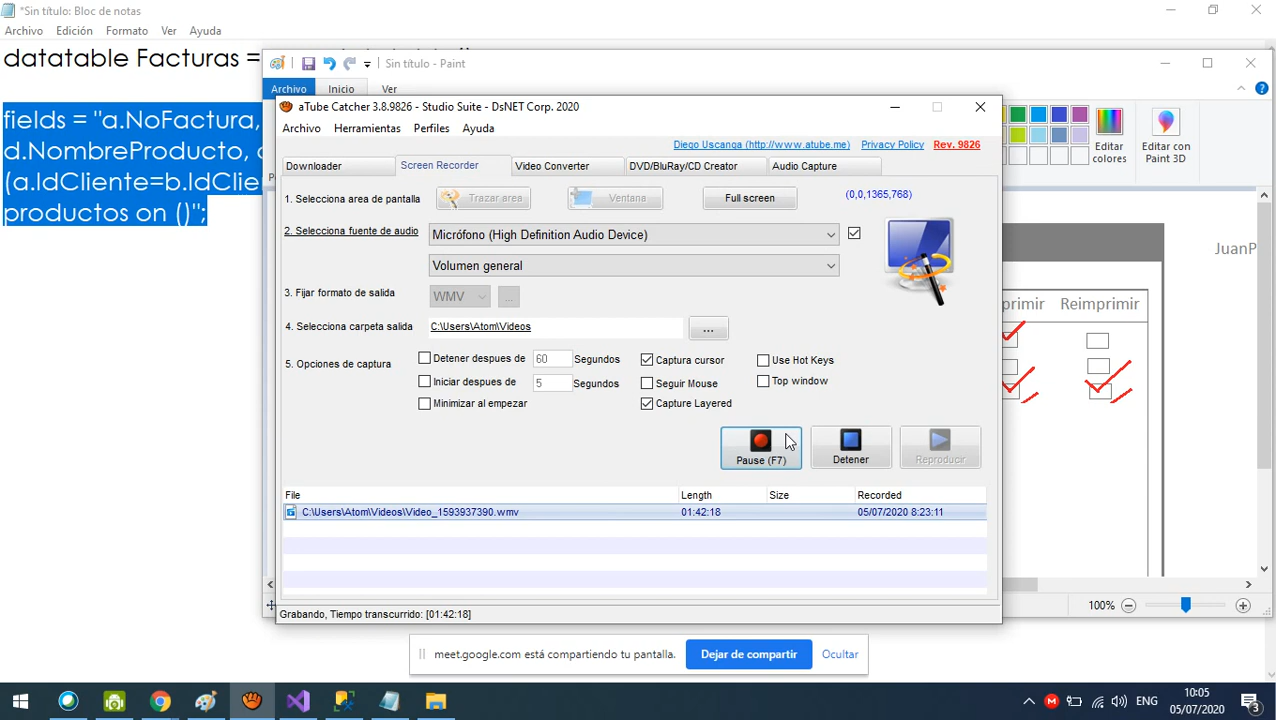 *Sin título: Bloc de notas
Archivo Edición Formato Ver Ayuda
datatable Facturas =
fields = "a.NoFactura,
d.NombreProducto,
(a.IdCliente=b.IdClie
productos on ()";
Sin título - Paint
Archivo Inicio Ver
Editar colores
Editar con Paint 3D
aTube Catcher 3.8.9826 - Studio Suite - DsNET Corp. 2020
Archivo Herramientas Perfiles Ayuda
Diego Uscanga (http://www.atube.me) Privacy Policy Rev. 9826
Downloader Screen Recorder Video Converter DVD/BluRay/CD Creator Audio Capture
1. Selecciona area de pantalla Trazar area Ventana Full screen (0,0,1365,768)
2. Selecciona fuente de audio Micrófono (High Definition Audio Device)
Volumen general
3. Fijar formato de salida WMV ...
4. Selecciona carpeta salida C:\Users\Atom\Videos ...
5. Opciones de captura Detener despues de 60 Segundos Captura cursor Use Hot Keys
Iniciar despues de 5 Segundos Seguir Mouse Top window
Minimizar al empezar Capture Layered
Pause (F7) Detener Reproducir
File Length Size Recorded
C:\Users\Atom\Videos\Video_1593937390.wmv 01:42:18 05/07/2020 8:23:11
Grabando, Tiempo transcurrido: [01:42:18]
JuanP
primir Reimprimir
100%
meet.google.com está compartiendo tu pantalla. Dejar de compartir Ocultar
ENG 10:05
05/07/2020
3